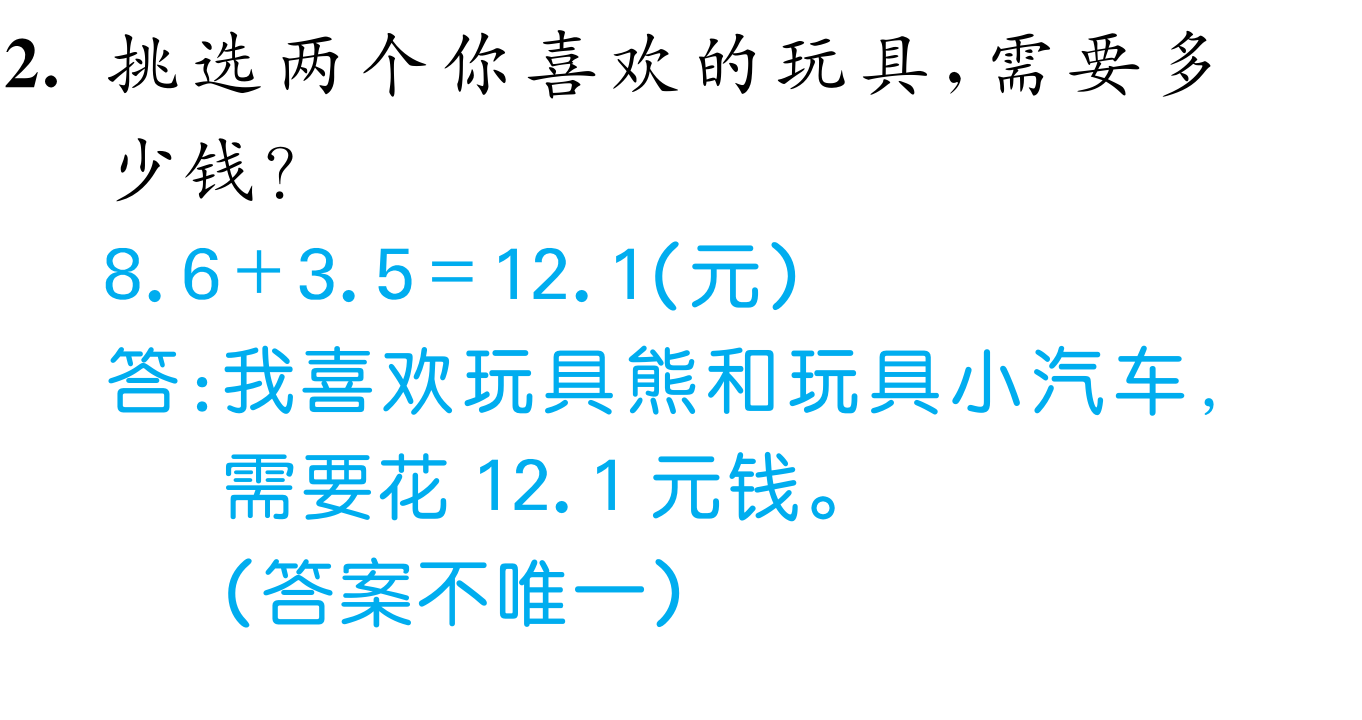 2. 挑选两个你喜欢的玩具,需要多
少钱?
8.6+3.5=12.1(元)
答:我喜欢玩具熊和玩具小汽车,
需要花 12.1 元钱。
(答案不唯一)